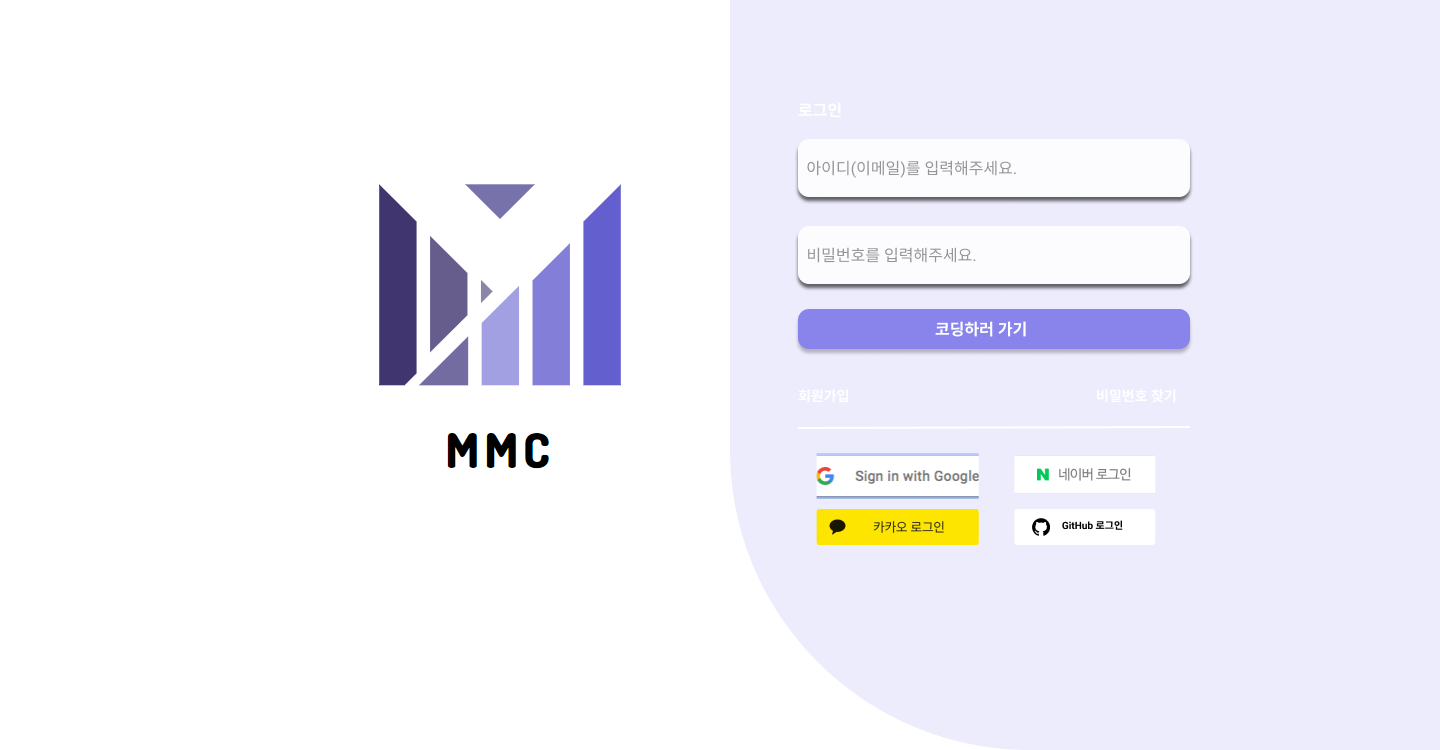 로그인
아이디(이메일)를 입력해주세요.
비밀번호를 입력해주세요.
코딩하러 가기
회원가입
비밀번호 찾기
MMC
Sign in with Google
네이버 로그인
카카오 로그인
GitHub 로그인